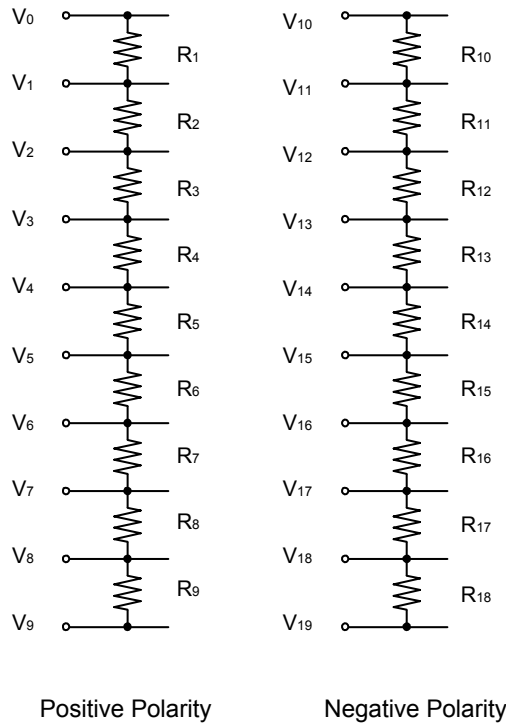 V0
R1
V1
R2
V2
R3
V3
R4
V4
R5
V5
R6
V6
R7
V7
R8
V8
R9
V9
Positive Polarity
V10
R10
V11
R11
V12
R12
V13
R13
V14
R14
V15
R15
V16
R16
V17
R17
V18
R18
V19
Negative Polarity